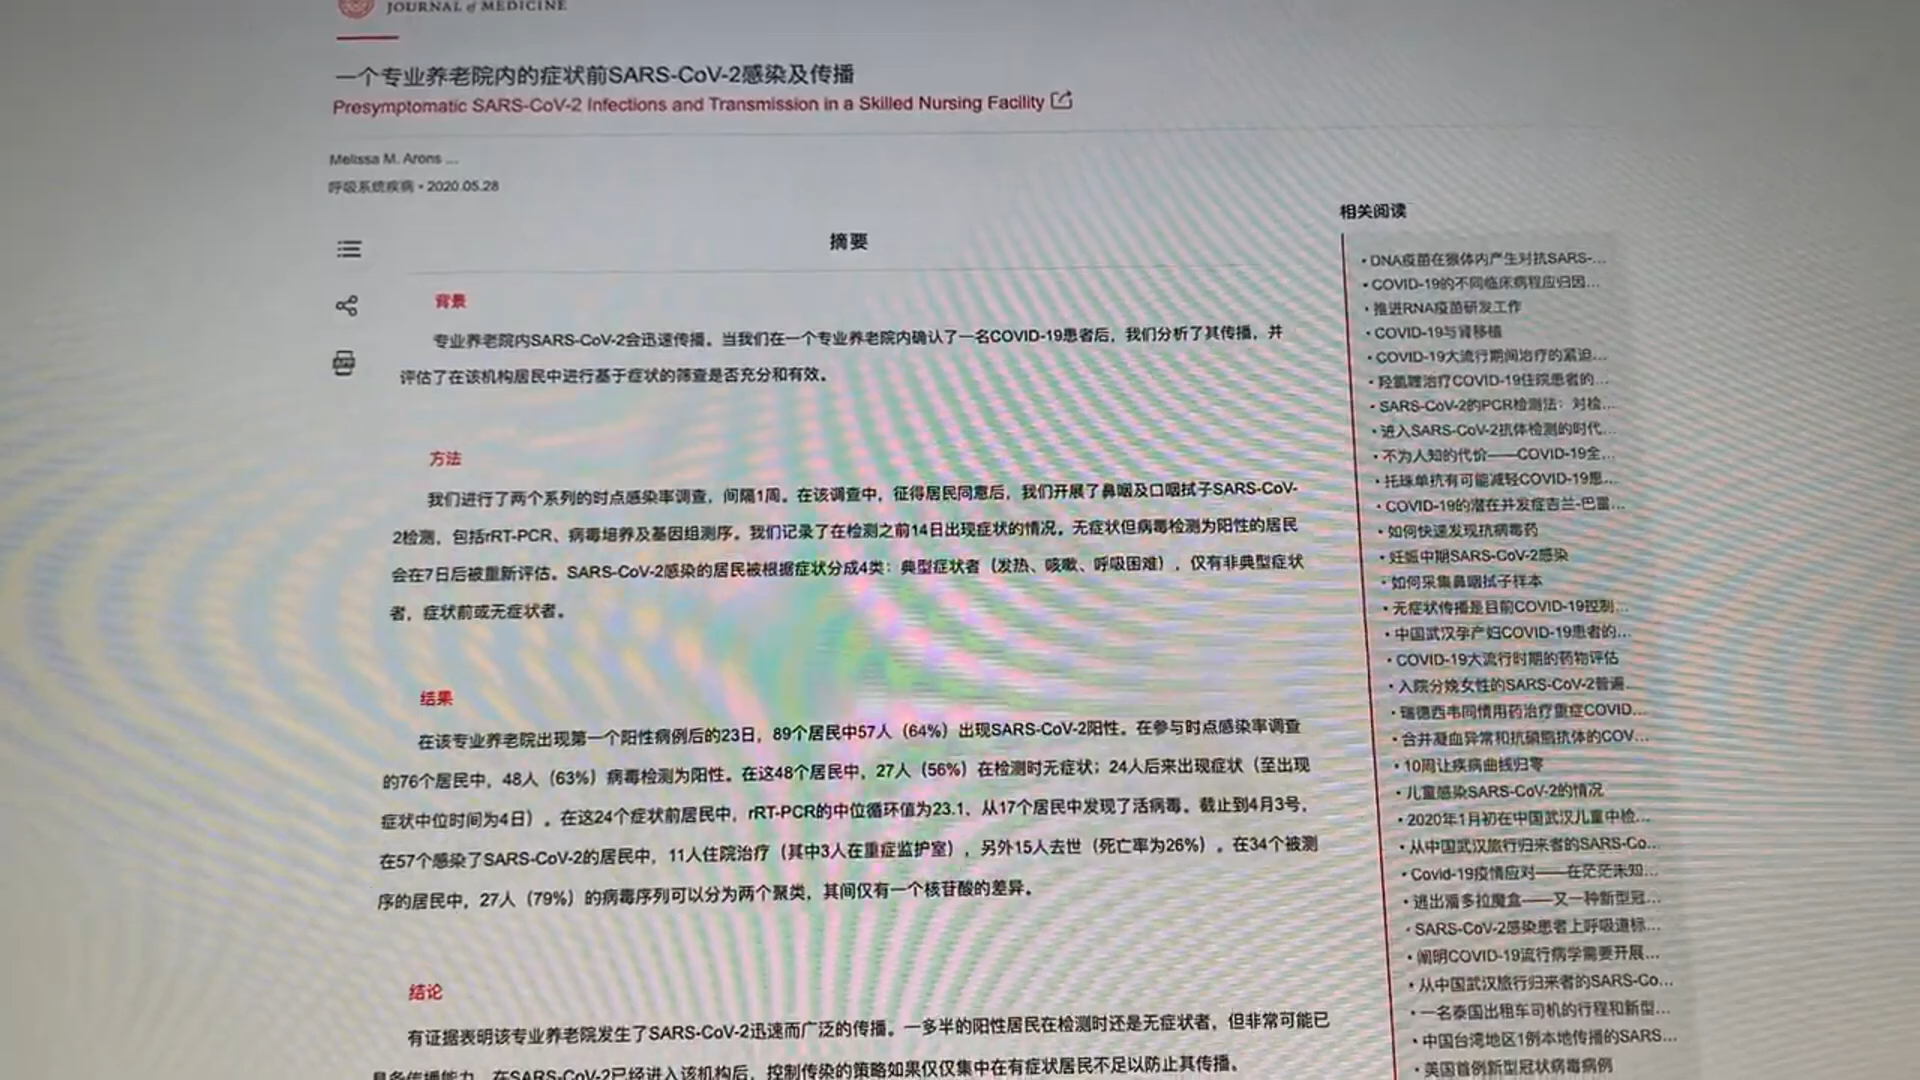 JOURNAL of MEDICINE
一个专业养老院内的症状前SARS-CoV-2感染及传播
Presymptomatic SARS-CoV-2 Infections and Transmission in a Skilled Nursing Facility
Melissa M. Arons ...
呼吸系统疾病 • 2020.05.28
摘要
背景
专业养老院内SARS-CoV-2会迅速传播。当我们在一个专业养老院内确认了一名COVID-19患者后，我们分析了其传播，并
评估了在该机构居民中进行基于症状的筛查是否充分和有效。
方法
我们进行了两个系列的时点感染率调查，间隔1周。在该调查中，征得居民同意后，我们开展了鼻咽及口咽拭子SARS-CoV-
2检测，包括rRT-PCR、病毒培养及基因组测序。我们记录了在检测之前14日出现症状的情况。无症状但病毒检测为阳性的居民
会在7日后被重新评估。SARS-CoV-2感染的居民被根据症状分成4类：典型症状者（发热、咳嗽、呼吸困难），仅有非典型症状
者，症状前或无症状者。
结果
在该专业养老院出现第一个阳性病例后的23日，89个居民中57人（64%）出现SARS-CoV-2阳性。在参与时点感染率调查
的76个居民中，48人（63%）病毒检测为阳性。在这48个居民中，27人（56%）在检测时无症状；24人后来出现症状（至出现
症状中位时间为4日）。在这24个症状前居民中，rRT-PCR的中位循环值为23.1，从17个居民中发现了活病毒。截止到4月3号，
在57个感染了SARS-CoV-2的居民中，11人住院治疗（其中3人在重症监护室），另外15人去世（死亡率为26%）。在34个被测
序的居民中，27人（79%）的病毒序列可以分为两个聚类，其间仅有一个核苷酸的差异。
结论
有证据表明该专业养老院发生了SARS-CoV-2迅速而广泛的传播。一多半的阳性居民在检测时还是无症状者，但非常可能已
具备传播能力。在SARS-CoV-2已经进入该机构后，控制传染的策略如果仅仅集中在有症状居民不足以防止其传播。
相关阅读
• DNA疫苗在猴体内产生对抗SARS-...
• COVID-19的不同临床病程应归因...
• 推进RNA疫苗研发工作
• COVID-19与肾移植
• COVID-19大流行期间治疗的紧迫...
• 羟氯喹治疗COVID-19住院患者的...
• SARS-CoV-2的PCR检测法：对检...
• 进入SARS-CoV-2抗体检测的时代...
• 不为人知的代价——COVID-19全...
• 托珠单抗有可能减轻COVID-19患...
• COVID-19的潜在并发症吉兰-巴雷...
• 如何快速发现抗病毒药
• 妊娠中期SARS-CoV-2感染
• 如何采集鼻咽拭子样本
• 无症状传播是目前COVID-19控制...
• 中国武汉孕产妇COVID-19患者的...
• COVID-19大流行时期的药物评估
• 入院分娩女性的SARS-CoV-2普遍...
• 瑞德西韦同情用药治疗重症COVID...
• 合并凝血异常和抗磷脂抗体的COV...
• 10周让疾病曲线归零
• 儿童感染SARS-CoV-2的情况
• 2020年1月初在中国武汉儿童中检...
• 从中国武汉旅行归来者的SARS-Co...
• Covid-19疫情应对——在茫茫未知...
• 逃出潘多拉魔盒——又一种新型冠...
• SARS-CoV-2感染患者上呼吸道标...
• 阐明COVID-19流行病学需要开展...
• 从中国武汉旅行归来者的SARS-Co...
• 一名泰国出租车司机的行程和新型...
• 中国台湾地区1例本地传播的SARS...
• 美国首例新型冠状病毒病例